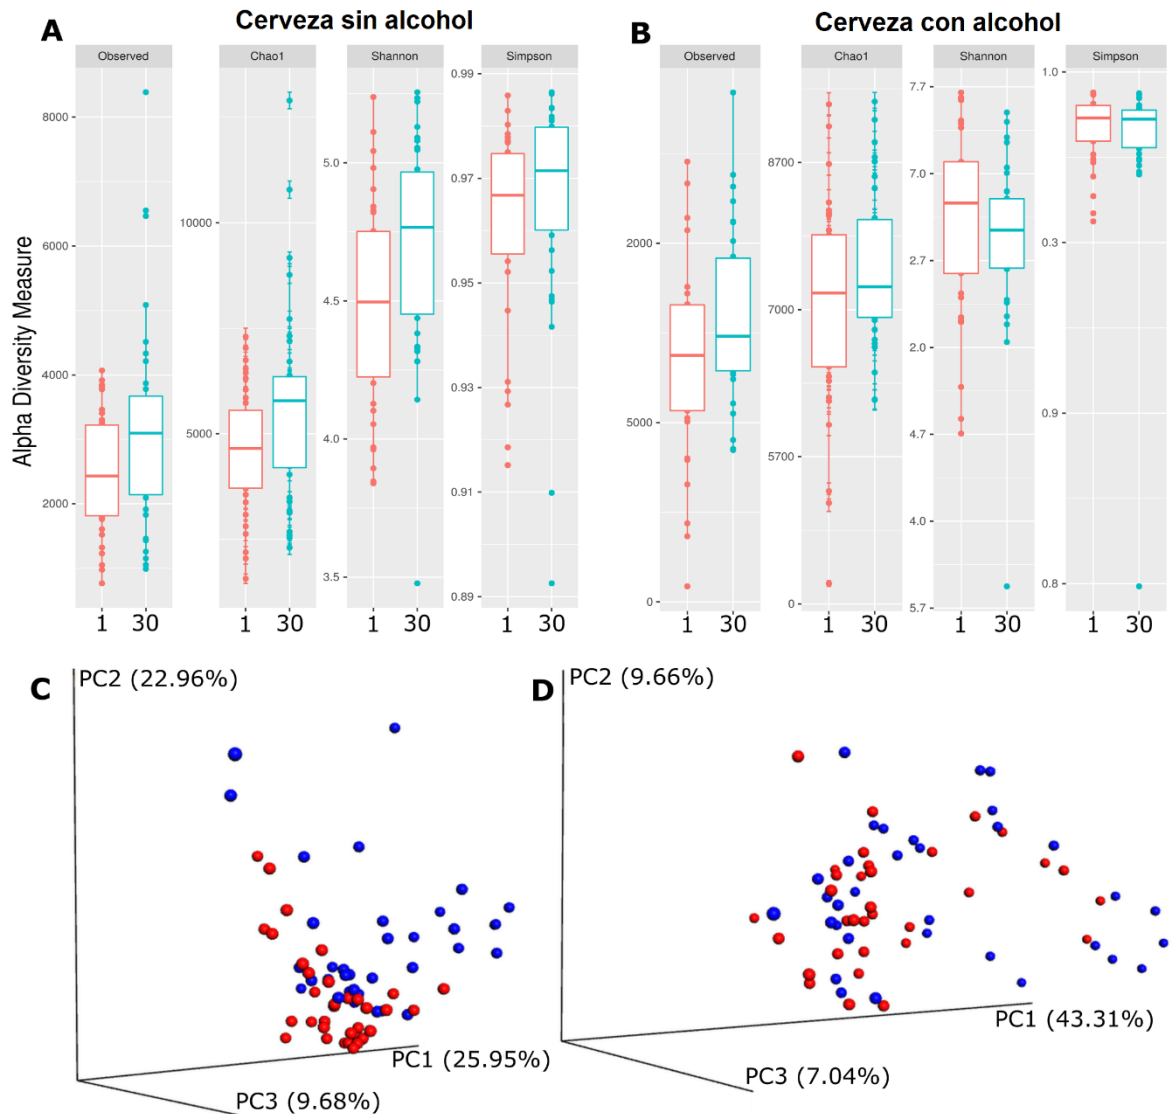 A
Cerveza sin alcohol
B
Cerveza con alcohol
Observed
Chao1
Shannon
Simpson
Observed
Chao1
Shannon
Simpson
Alpha Diversity Measure
8000
6000
4000
2000
10000
5000
5.0
4.5
4.0
3.5
0.99
0.97
0.95
0.93
0.91
0.89
2000
5000
0
8700
7000
5700
0
7.7
7.0
2.7
2.0
4.7
4.0
5.7
1.0
0.3
0.9
0.8
1 30
1 30
1 30
1 30
1 30
1 30
1 30
1 30
C
PC2 (22.96%)
PC1 (25.95%)
PC3 (9.68%)
D
PC2 (9.66%)
PC1 (43.31%)
PC3 (7.04%)